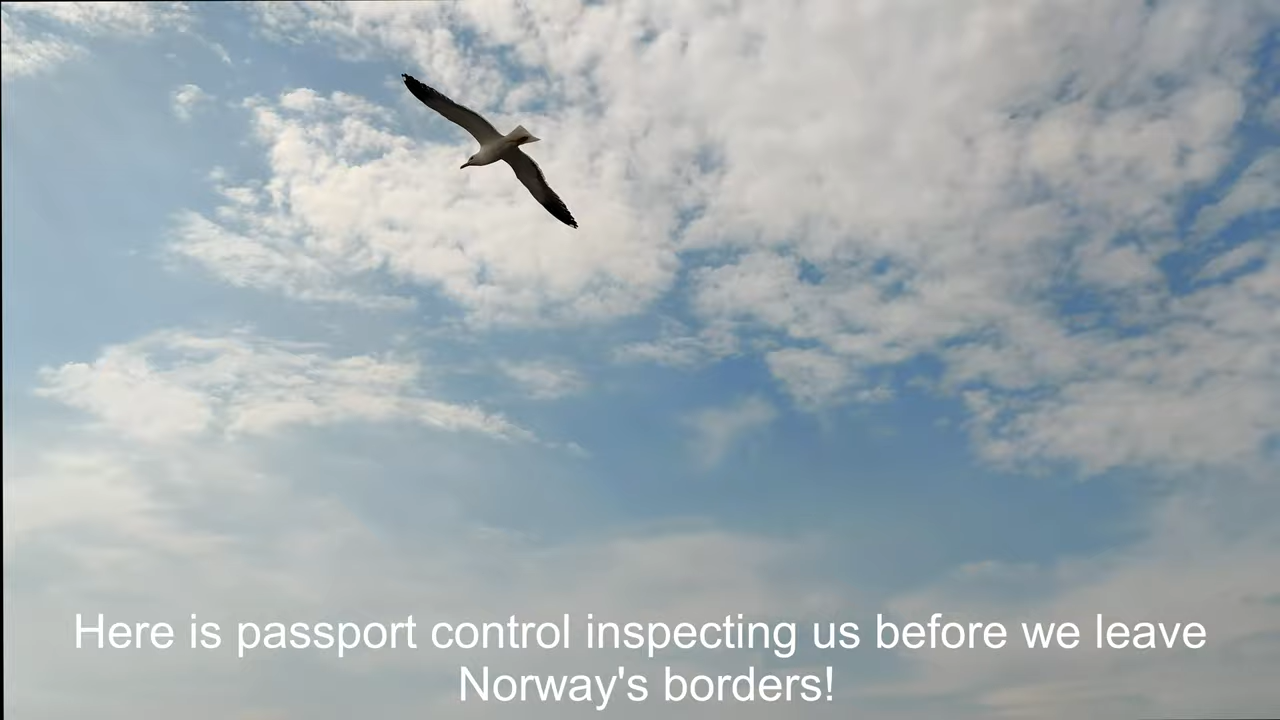 Here is passport control inspecting us before we leave
Norway's borders!